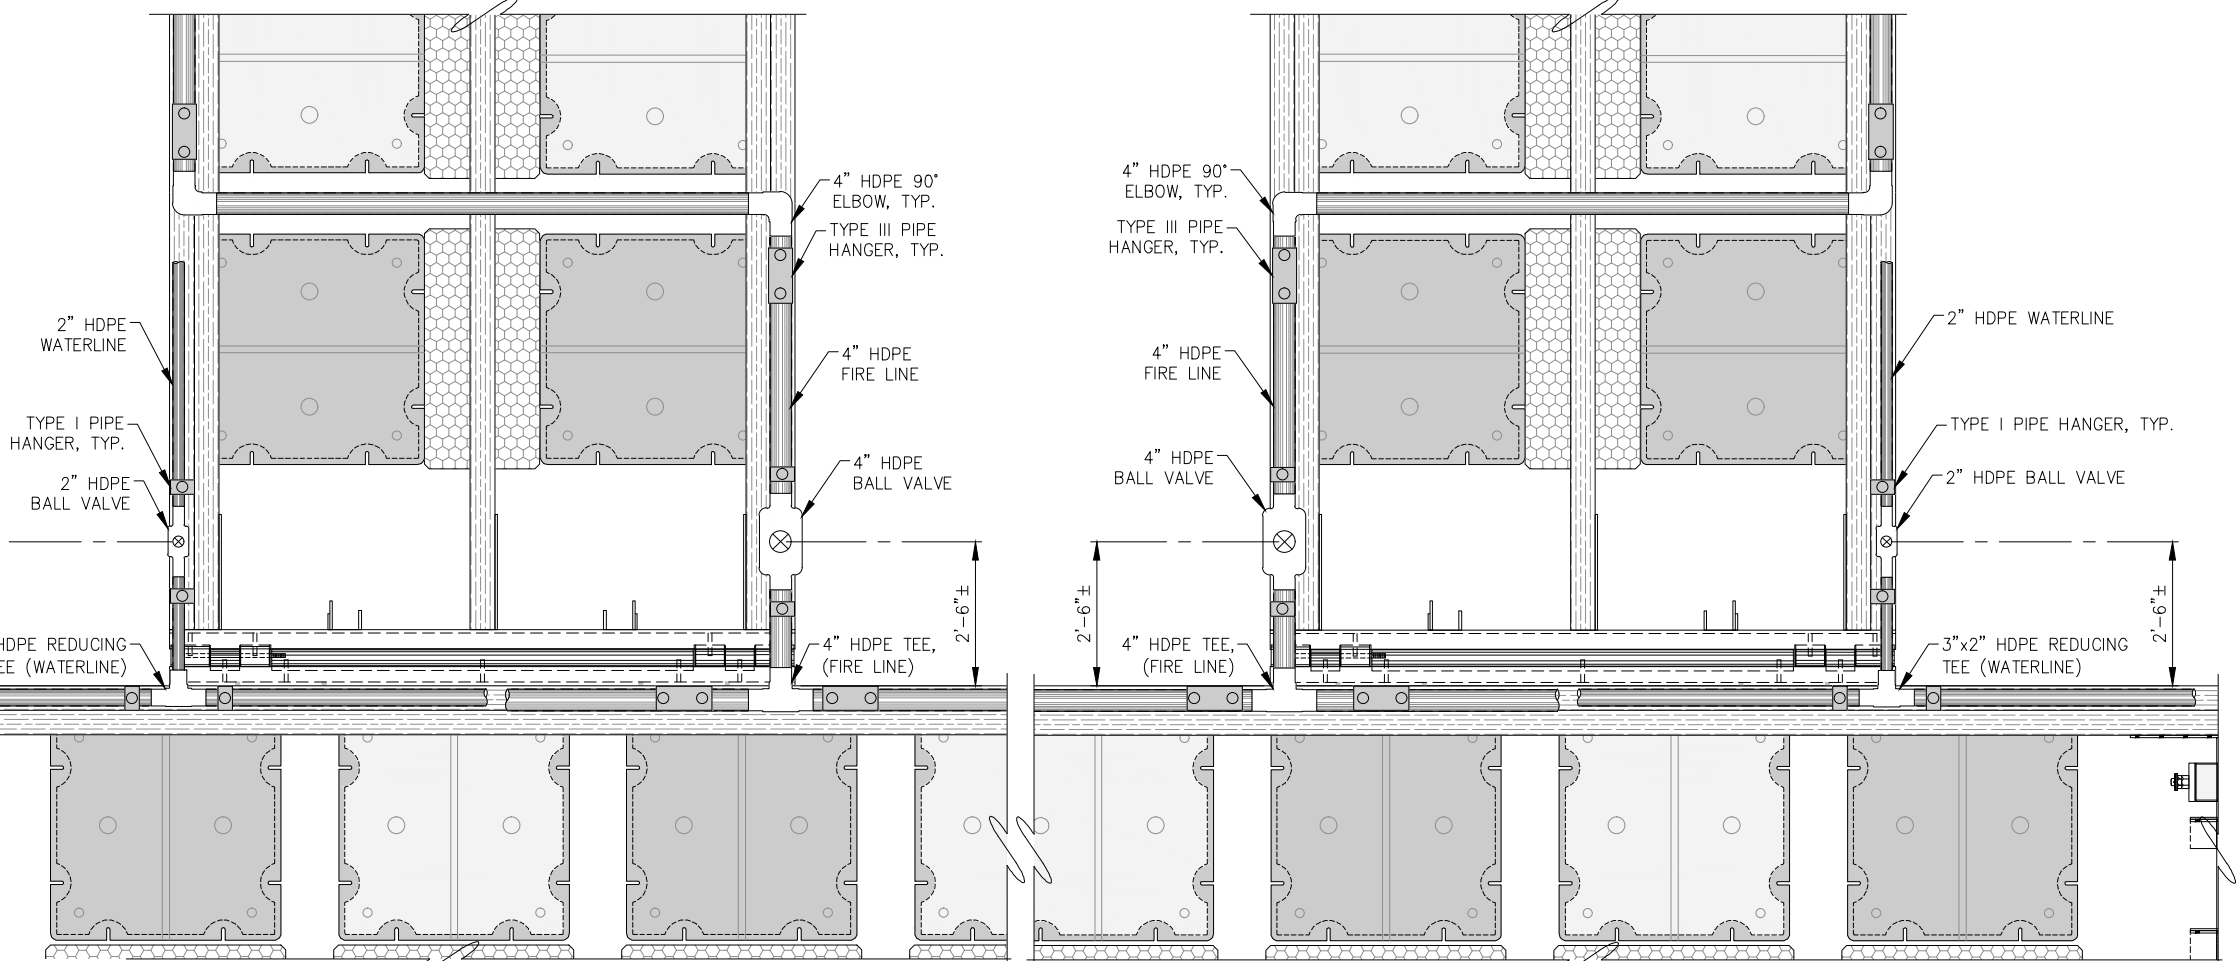 4” HDPE 90°
ELBOW, TYP.
TYPE III PIPE
HANGER, TYP.
2” HDPE
WATERLINE
4” HDPE
FIRE LINE
TYPE I PIPE
HANGER, TYP.
2” HDPE
BALL VALVE
4” HDPE
BALL VALVE
2’-6”±
HDPE REDUCING
(WATERLINE)
4” HDPE TEE,
(FIRE LINE)
4” HDPE 90°
ELBOW, TYP.
TYPE III PIPE
HANGER, TYP.
4” HDPE
FIRE LINE
2” HDPE WATERLINE
4” HDPE
BALL VALVE
TYPE I PIPE HANGER, TYP.
2” HDPE BALL VALVE
2’-6”±
2’-6”±
4” HDPE TEE,
(FIRE LINE)
3”x2” HDPE REDUCING
TEE (WATERLINE)